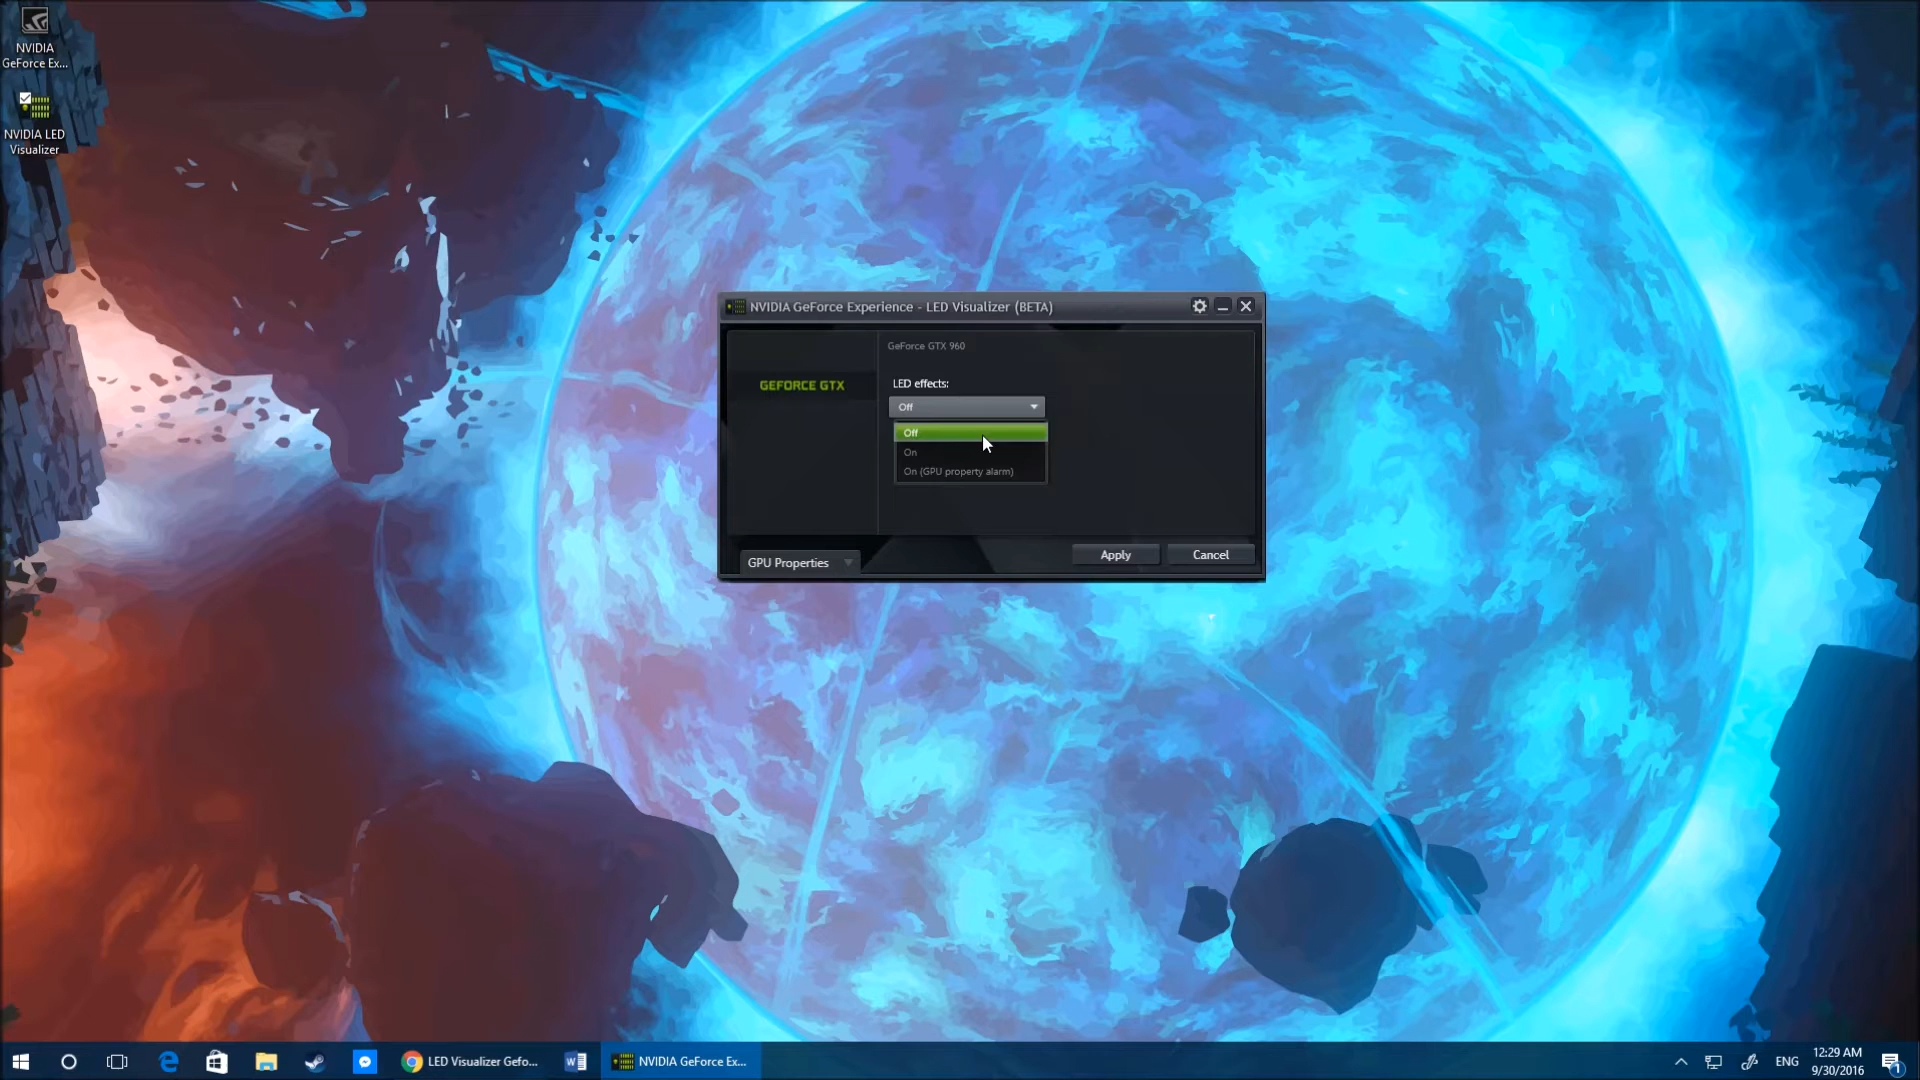 NVIDIA
GeForce Ex...
NVIDIA LED
Visualizer
NVIDIA GeForce Experience - LED Visualizer (BETA)
GeForce GTX 960
GEFORCE GTX
LED effects:
Off
Off
On
On (GPU property alarm)
GPU Properties
Apply
Cancel
LED Visualizer Gefo...
NVIDIA GeForce Ex...
ENG
12:29 AM
9/30/2016
1